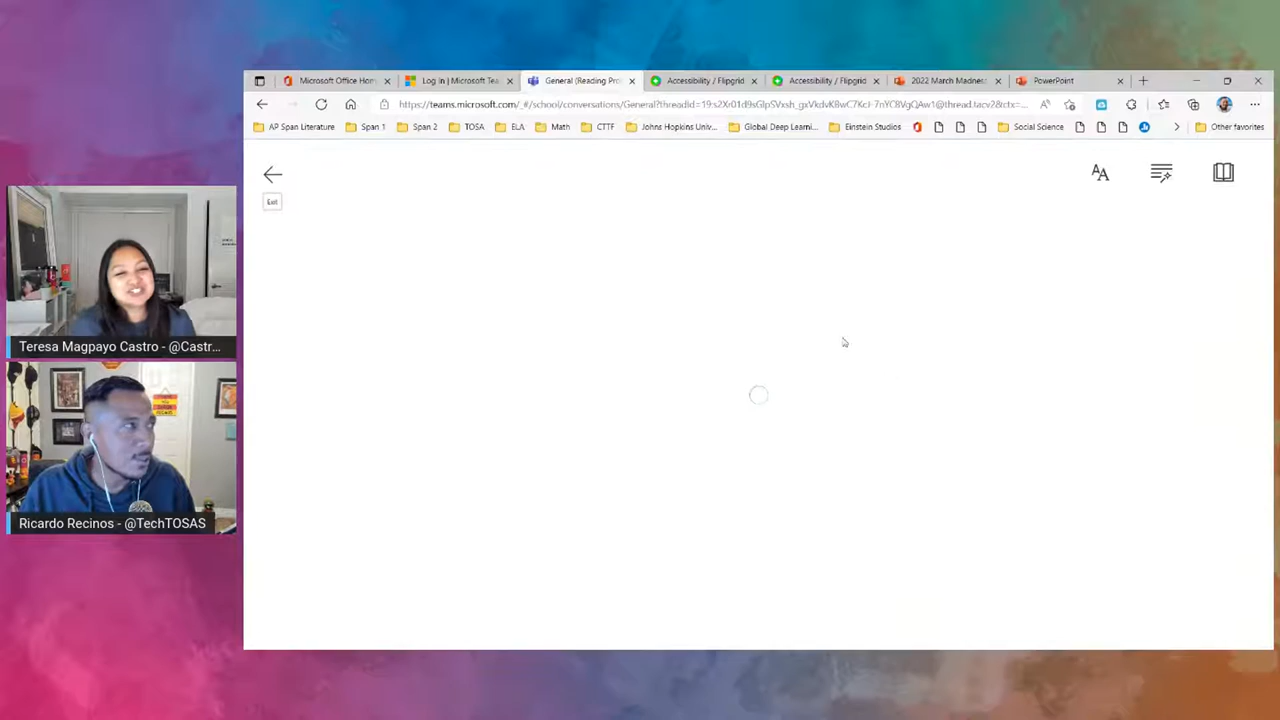 Microsoft Office Hom
Log In | Microsoft Tea
General (Reading Pro
Accessibility / Flipgrid
Accessibility / Flipgrid
2022 March Madness
PowerPoint
AP Span Literature
Span 1
Span 2
TOSA
ELA
Math
CTTF
Johns Hopkins Univ...
Global Deep Learni...
Einstein Studios
Social Science
Other favorites
Exit
Teresa Magpayo Castro - @Castr...
Ricardo Recinos - @TechTOSAS